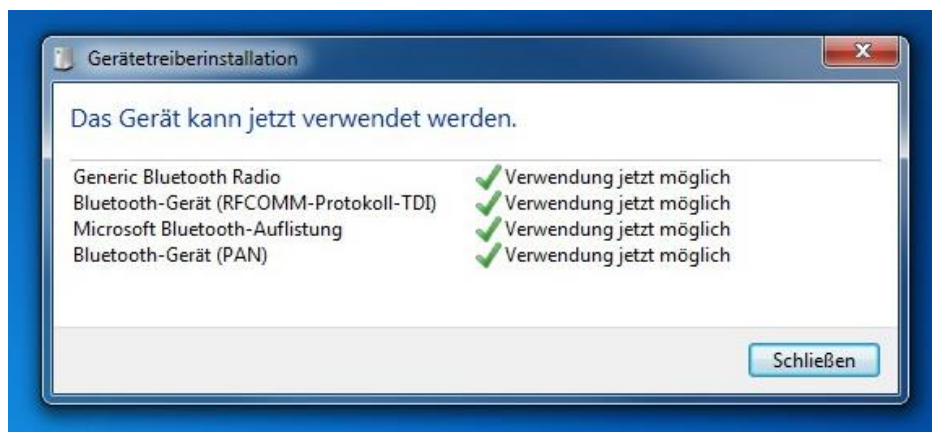 Gerätetreiberinstallation
Das Gerät kann jetzt verwendet werden.
Generic Bluetooth Radio Verwendung jetzt möglich
Bluetooth-Gerät (RFCOMM-Protokoll-TDI) Verwendung jetzt möglich
Microsoft Bluetooth-Auflistung Verwendung jetzt möglich
Bluetooth-Gerät (PAN) Verwendung jetzt möglich
Schließen